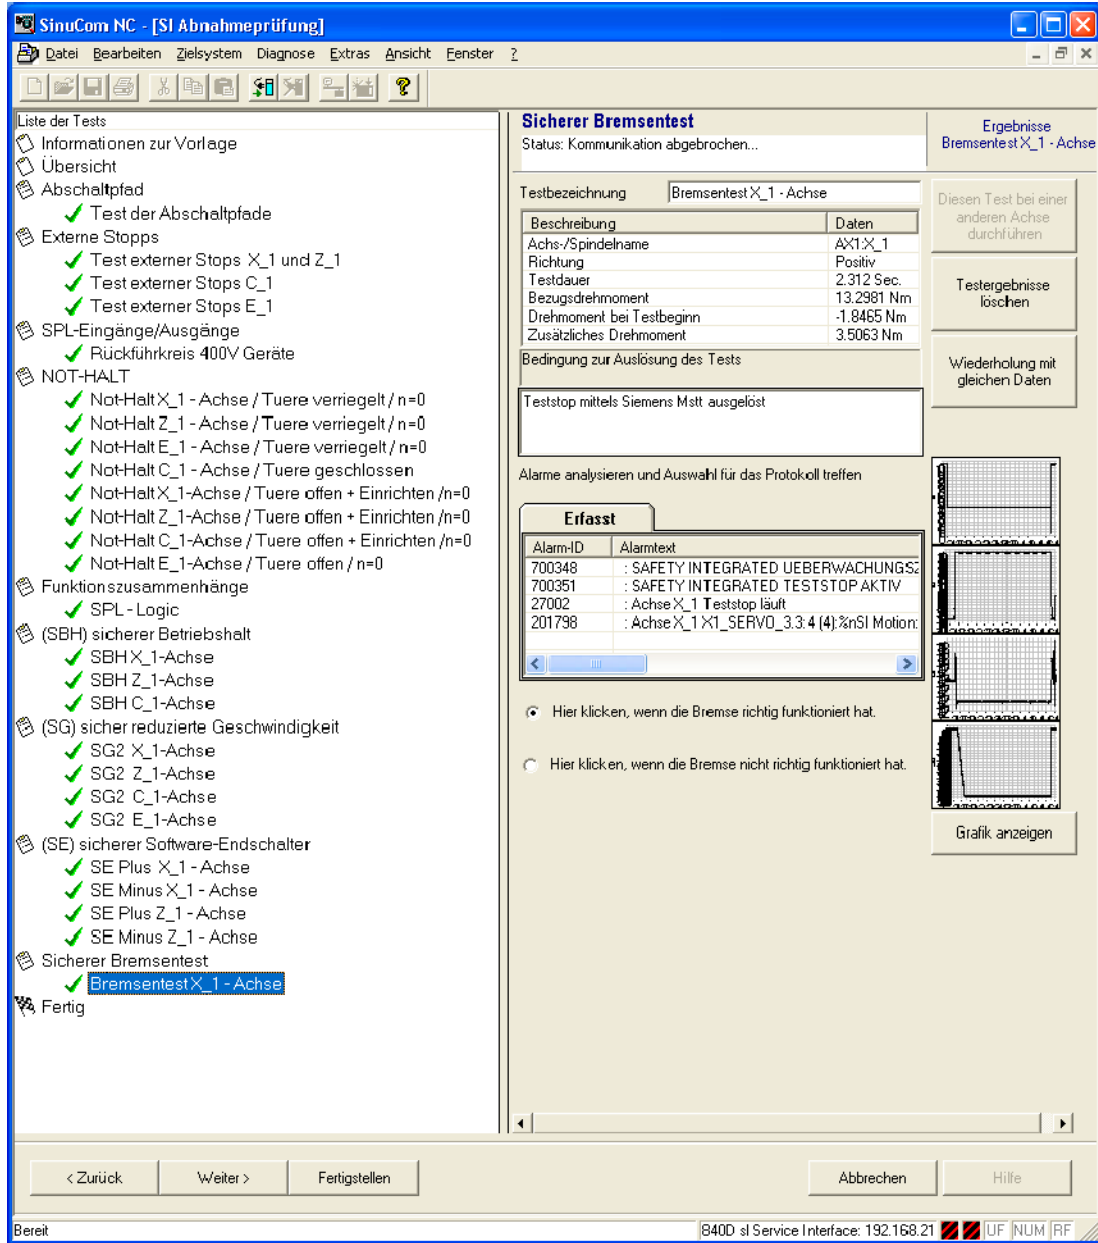 SinuCom NC - [SI Abnahmeprüfung]
Datei Bearbeiten Zielsystem Diagnose Extras Ansicht Fenster ?
Liste der Tests
Informationen zur Vorlage
Übersicht
Abschaltpfad
Test der Abschaltpfade
Externe Stopps
Test externer Stops X_1 und Z_1
Test externer Stops C_1
Test externer Stops E_1
SPL-Eingänge/Ausgänge
Rückführkreis 400V Geräte
NOT-HALT
Not-Halt X_1 - Achse / Tuere verriegelt / n=0
Not-Halt Z_1 - Achse / Tuere verriegelt / n=0
Not-Halt E_1 - Achse / Tuere verriegelt / n=0
Not-Halt C_1 - Achse / Tuere geschlossen
Not-Halt X_1-Achse / Tuere offen + Einrichten /n=0
Not-Halt Z_1-Achse / Tuere offen + Einrichten /n=0
Not-Halt C_1-Achse / Tuere offen + Einrichten /n=0
Not-Halt E_1-Achse / Tuere offen / n=0
Funktionszusammenhänge
SPL - Logic
(SBH) sicherer Betriebshalt
SBH X_1-Achse
SBH Z_1-Achse
SBH C_1-Achse
(SG) sicher reduzierte Geschwindigkeit
SG2 X_1-Achse
SG2 Z_1-Achse
SG2 C_1-Achse
SG2 E_1-Achse
(SE) sicherer Software-Endschalter
SE Plus X_1 - Achse
SE Minus X_1 - Achse
SE Plus Z_1 - Achse
SE Minus Z_1 - Achse
Sicherer Bremsentest
Bremsentest X_1 - Achse
Fertig
Sicherer Bremsentest
Status: Kommunikation abgebrochen...
Ergebnisse
Bremsentest X_1 - Achse
Testbezeichnung Bremsentest X_1 - Achse
Beschreibung Daten
Achs-/Spindelname AX1:X_1
Richtung Positiv
Testdauer 2.312 Sec.
Bezugsdrehmoment 13.2981 Nm
Drehmoment bei Testbeginn -1.8465 Nm
Zusätzliches Drehmoment 3.5063 Nm
Bedingung zur Auslösung des Tests
Teststop mittels Siemens Mstt ausgelöst
Alarme analysieren und Auswahl für das Protokoll treffen
Erfasst
Alarm-ID Alarmtext
700348 : SAFETY INTEGRATED UEBERWACHUNGSZ
700351 : SAFETY INTEGRATED TESTSTOP AKTIV
27002 : Achse X_1 Teststop läuft
201798 : Achse X_1 X1_SERVO_3.3:4 (4):%nSI Motion:
Hier klicken, wenn die Bremse richtig funktioniert hat.
Hier klicken, wenn die Bremse nicht richtig funktioniert hat.
Diesen Test bei einer
anderen Achse
durchführen
Testergebnisse
löschen
Wiederholung mit
gleichen Daten
Grafik anzeigen
< Zurück Weiter > Fertigstellen Abbrechen Hilfe
Bereit 840D sl Service Interface: 192.168.21 UF NUM RF